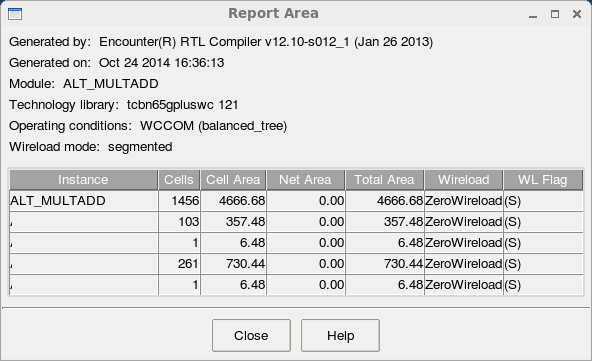 Report Area
Generated by: Encounter(R) RTL Compiler v12.10-s012_1 (Jan 26 2013)
Generated on: Oct 24 2014 16:36:13
Module: ALT_MULTADD
Technology library: tcbn65gpluswc 121
Operating conditions: WCCOM (balanced_tree)
Wireload mode: segmented
Instance Cells Cell Area Net Area Total Area Wireload WL Flag
ALT_MULTADD 1456 4666.68 0.00 4666.68 ZeroWireload (S)
103 357.48 0.00 357.48 ZeroWireload (S)
1 6.48 0.00 6.48 ZeroWireload (S)
261 730.44 0.00 730.44 ZeroWireload (S)
1 6.48 0.00 6.48 ZeroWireload (S)
Close Help